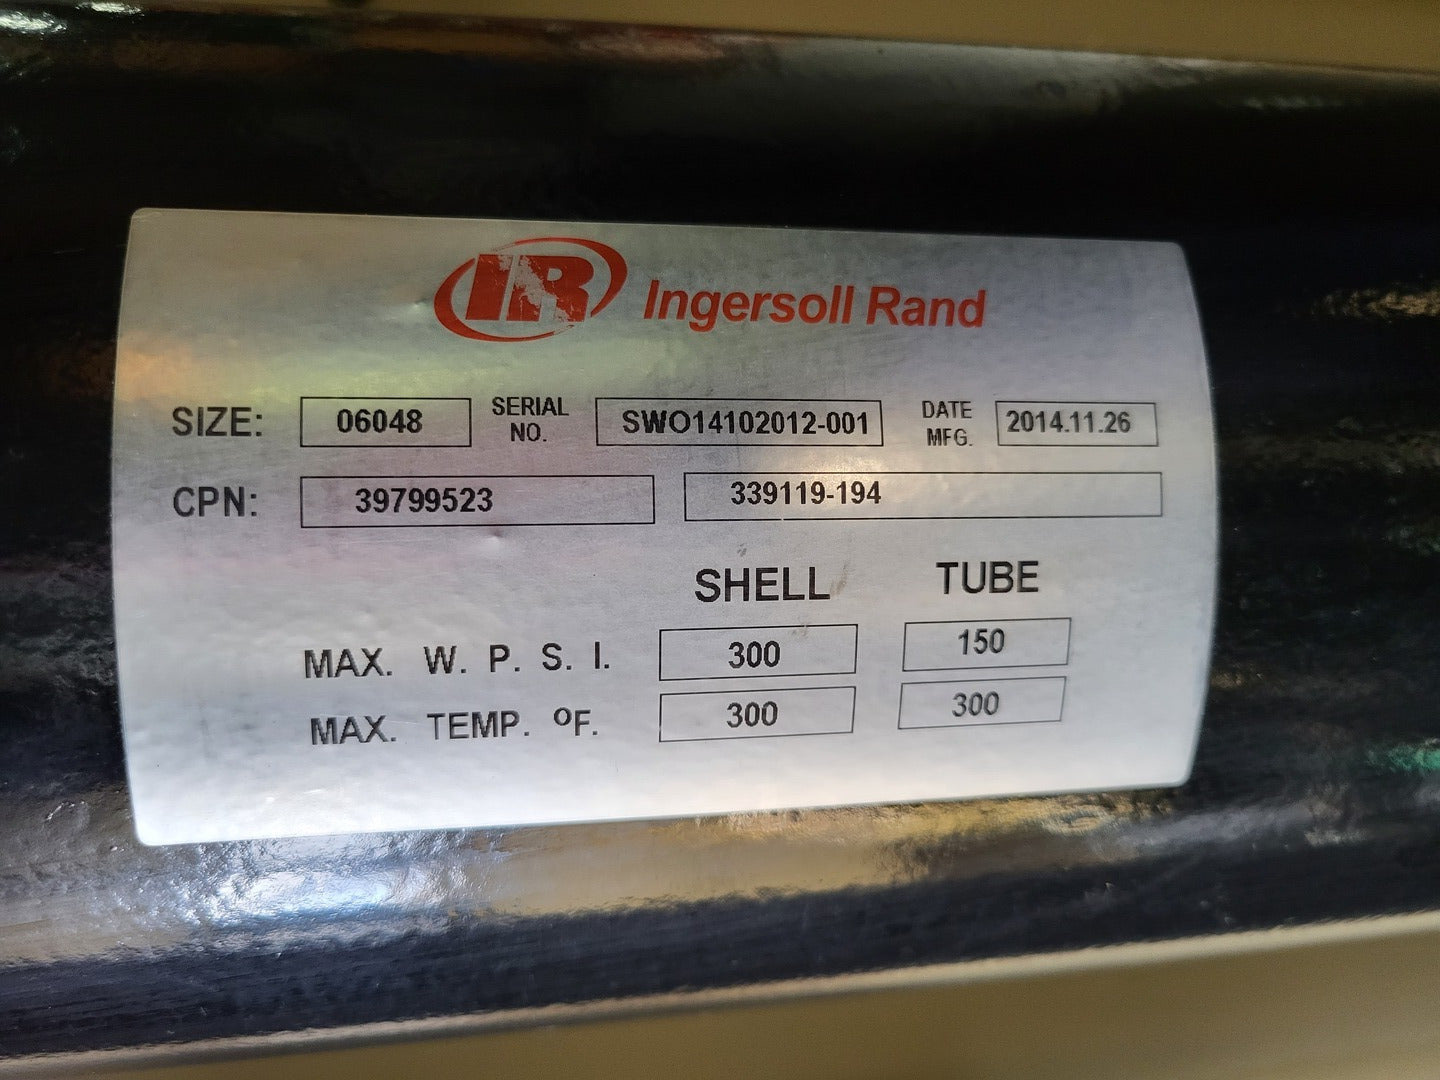 IR Ingersoll Rand
SIZE: 06048 SERIAL NO. SWO14102012-001 DATE MFG. 2014.11.26
CPN: 39799523 339119-194
SHELL TUBE
MAX. W. P. S. I. 300 150
MAX. TEMP. ºF. 300 300